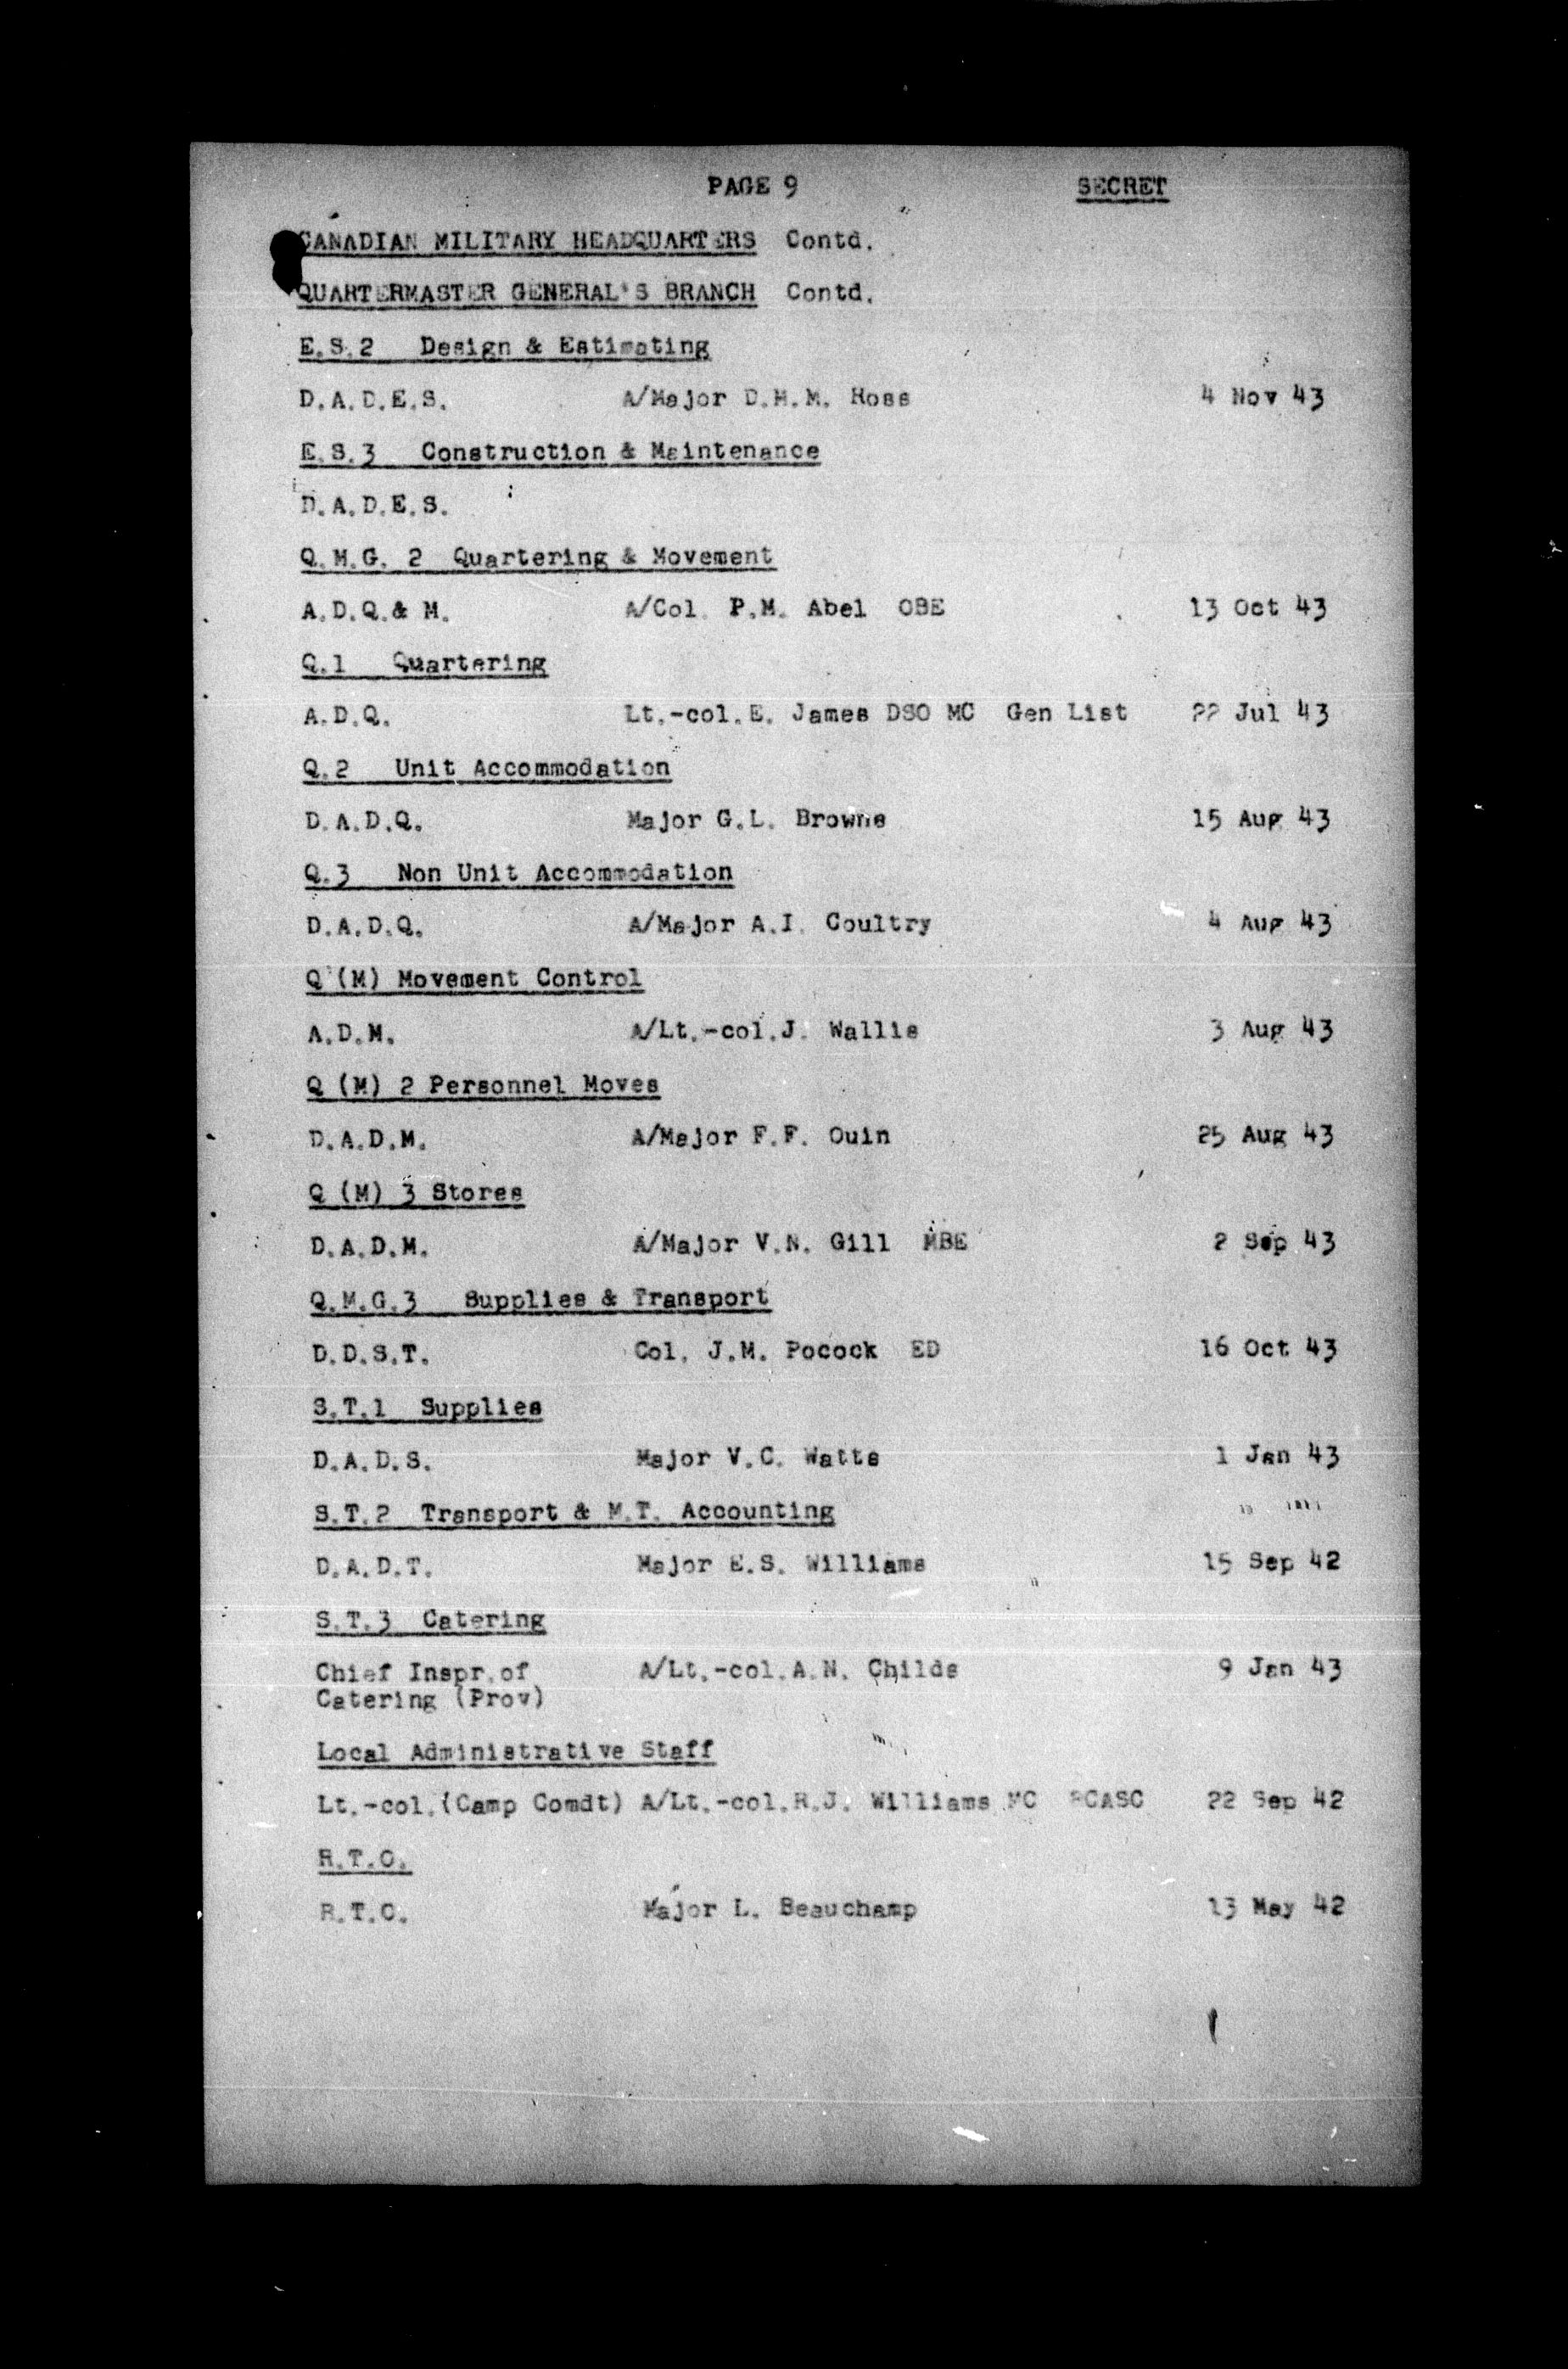 PAGE 9 SECRET
CANADIAN MILITARY HEADQUARTERS Contd.
QUARTERMASTER GENERAL'S BRANCH Contd.
E.S.2 Design & Estimating
D.A.D.E.S. A/Major D.H.M. Ross 4 Nov 43
E.S.3 Construction & Maintenance
D.A.D.E.S.
Q.M.G. 2 Quartering & Movement
A.D.Q.& M. A/Col. P.M. Abel OBE 13 Oct 43
Q.1 Quartering
A.D.Q. Lt.-col.E. James DSO MC Gen List 22 Jul 43
Q.2 Unit Accommodation
D.A.D.Q. Major G.L. Browne 15 Aug 43
Q.3 Non Unit Accommodation
D.A.D.Q. A/Major A.I. Coultry 4 Aug 43
Q (M) Movement Control
A.D.M. A/Lt.-col.J. Wallis 3 Aug 43
Q (M) 2 Personnel Moves
D.A.D.M. A/Major F.F. Ouin 25 Aug 43
Q (M) 3 Stores
D.A.D.M. A/Major V.N. Gill MBE 2 Sep 43
Q.M.G.3 Supplies & Transport
D.D.S.T. Col. J.M. Pocock ED 16 Oct 43
S.T.1 Supplies
D.A.D.S. Major V.C. Watts 1 Jan 43
S.T.2 Transport & M.T. Accounting
D.A.D.T. Major E.S. Williams 15 Sep 42
S.T.3 Catering
Chief Inspr.of A/Lt.-col.A.N. Childs 9 Jan 43
Catering (Prov)
Local Administrative Staff
Lt.-col.(Camp Comdt) A/Lt.-col.R.J. Williams MC RCASC 22 Sep 42
R.T.O.
R.T.O. Major L. Beauchamp 13 May 42